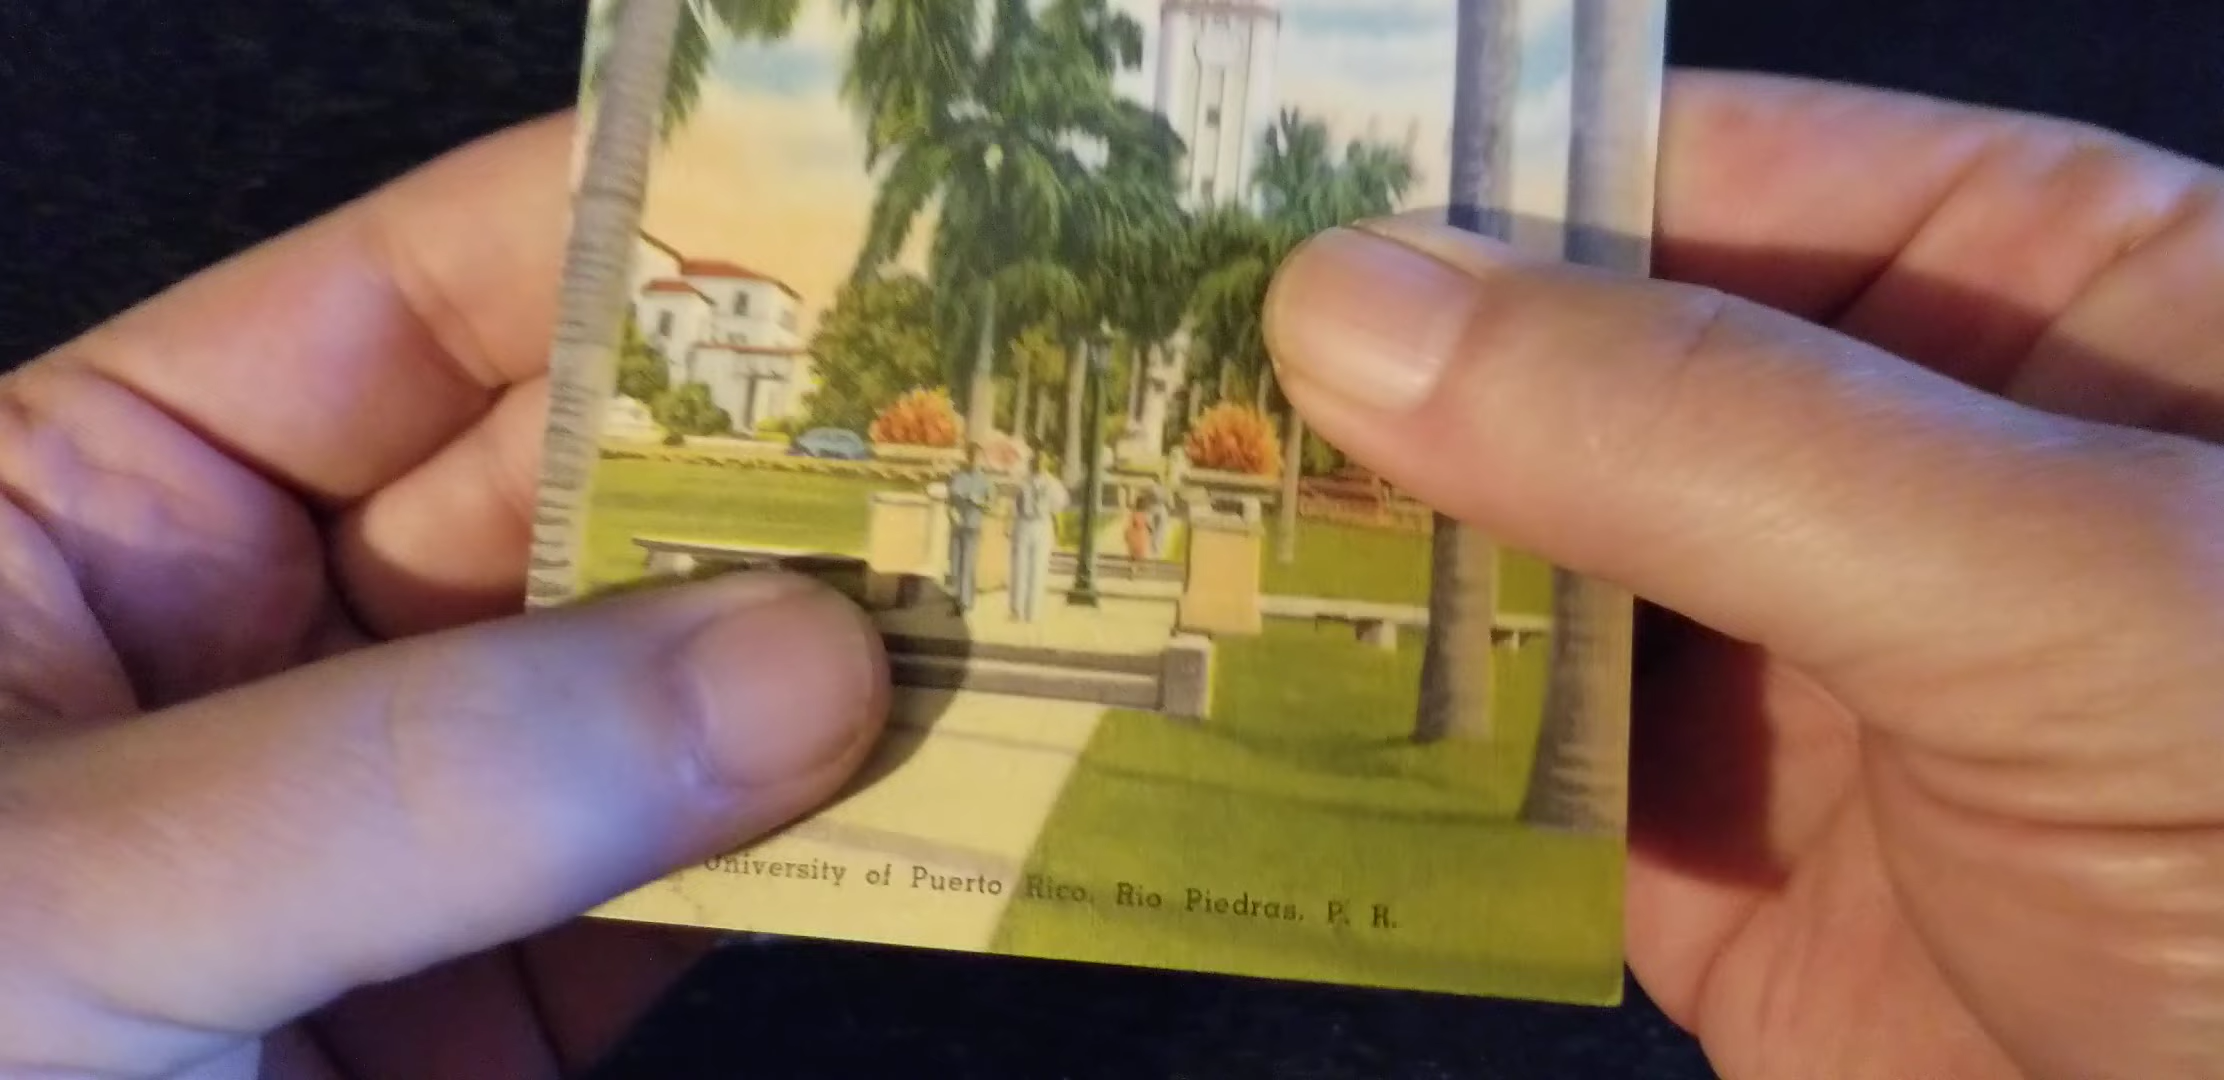 University of Puerto Rico, Rio Piedras, P. R.